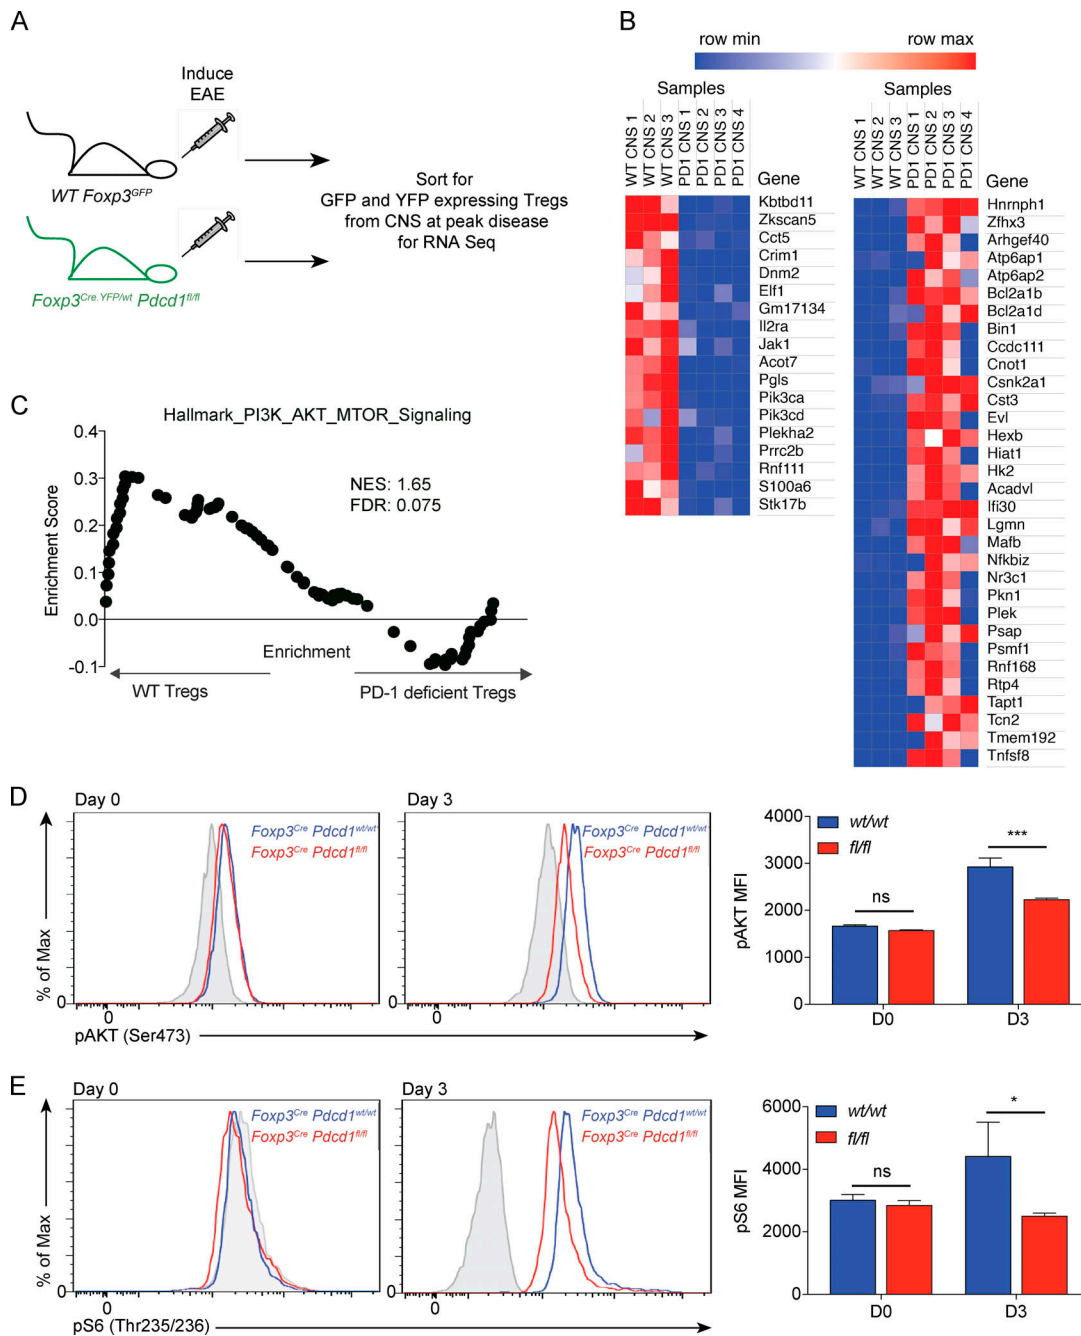 A
Induce
EAE
WT Foxp3GFP
Foxp3Cre.YFP/wt Pdcd1fl/fl
Sort for
GFP and YFP expressing Tregs
from CNS at peak disease
for RNA Seq
B
row min
row max
Samples
WT CNS 1
WT CNS 2
WT CNS 3
PD1 CNS 1
PD1 CNS 2
PD1 CNS 3
PD1 CNS 4
Gene
Kbtbd11
Zkscan5
Cct5
Crim1
Dnm2
Elf1
Gm17134
Il2ra
Jak1
Acot7
Pgls
Pik3ca
Pik3cd
Plekha2
Prrc2b
Rnf111
S100a6
Stk17b
Samples
WT CNS 1
WT CNS 2
WT CNS 3
PD1 CNS 1
PD1 CNS 2
PD1 CNS 3
PD1 CNS 4
Gene
Hnrnph1
Zfhx3
Arhgef40
Atp6ap1
Atp6ap2
Bcl2a1b
Bcl2a1d
Bin1
Ccdc111
Cnot1
Csnk2a1
Cst3
Evl
Hexb
Hiat1
Hk2
Acadvl
Ifi30
Lgmn
Mafb
Nfkbiz
Nr3c1
Pkn1
Plek
Psap
Psmf1
Rnf168
Rtp4
Tapt1
Tcn2
Tmem192
Tnfsf8
C
Hallmark_PI3K_AKT_MTOR_Signaling
NES: 1.65
FDR: 0.075
Enrichment Score
0.4
0.3
0.2
0.1
0.0
-0.1
Enrichment
WT Tregs
PD-1 deficient Tregs
D
Day 0
Foxp3Cre Pdcd1wt/wt
Foxp3Cre Pdcd1fl/fl
Day 3
Foxp3Cre Pdcd1wt/wt
Foxp3Cre Pdcd1fl/fl
% of Max
0
0
0
0
pAKT (Ser473)
pAKT MFI
4000
3000
2000
1000
0
wt/wt
fl/fl
ns
***
D0
D3
E
Day 0
Foxp3Cre Pdcd1wt/wt
Foxp3Cre Pdcd1fl/fl
Day 3
Foxp3Cre Pdcd1wt/wt
Foxp3Cre Pdcd1fl/fl
% of Max
0
0
0
0
pS6 (Thr235/236)
pS6 MFI
6000
4000
2000
0
wt/wt
fl/fl
ns
*
D0
D3